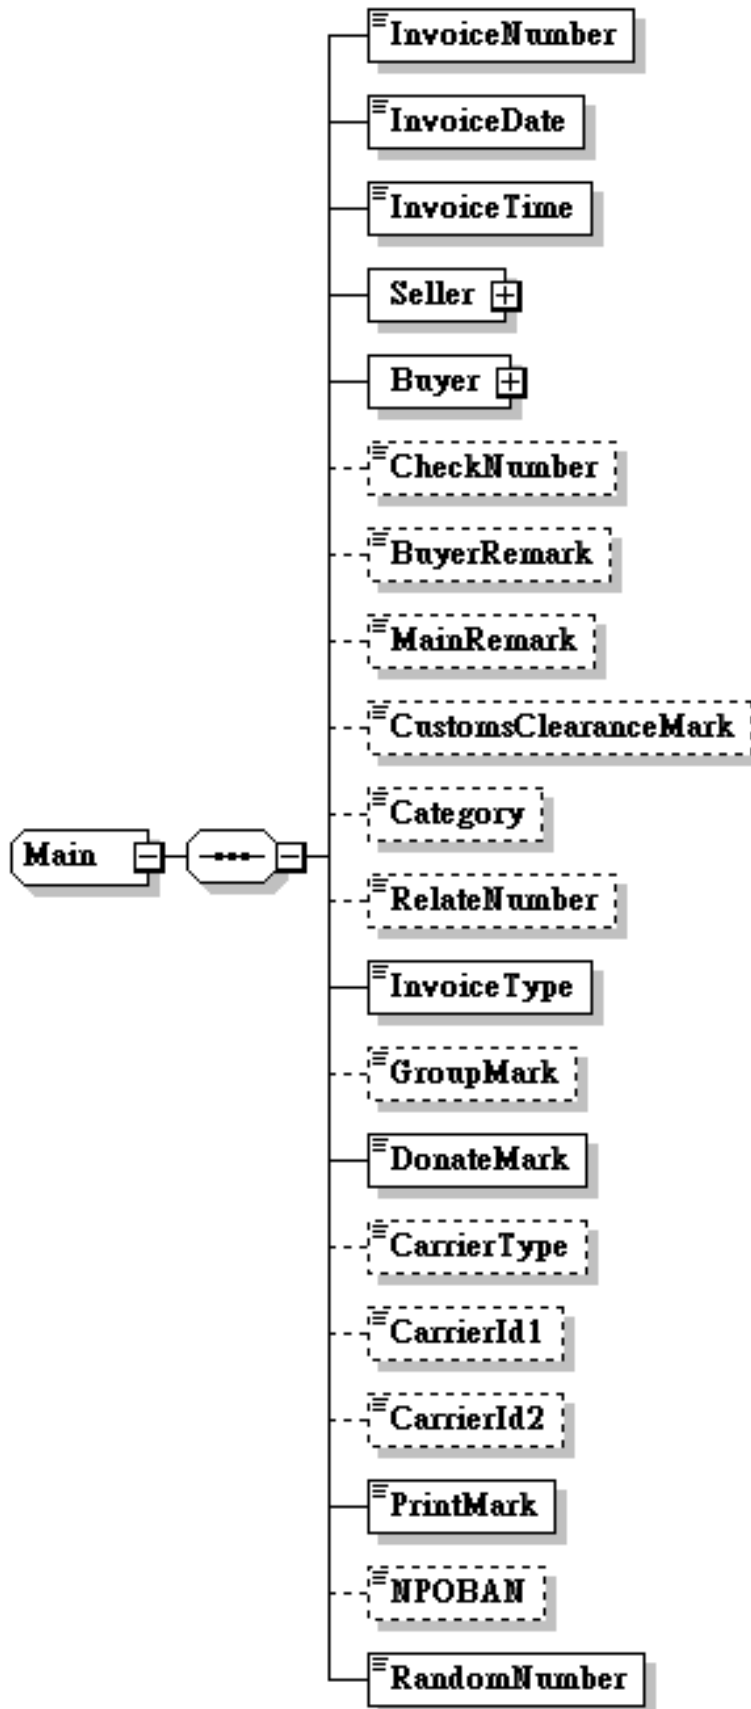 InvoiceNumber
InvoiceDate
InvoiceTime
Seller
Buyer
CheckNumber
BuyerRemark
MainRemark
CustomsClearanceMark
Category
Main
RelateNumber
InvoiceType
GroupMark
DonateMark
CarrierType
CarrierId1
CarrierId2
PrintMark
NPOBAN
RandomNumber